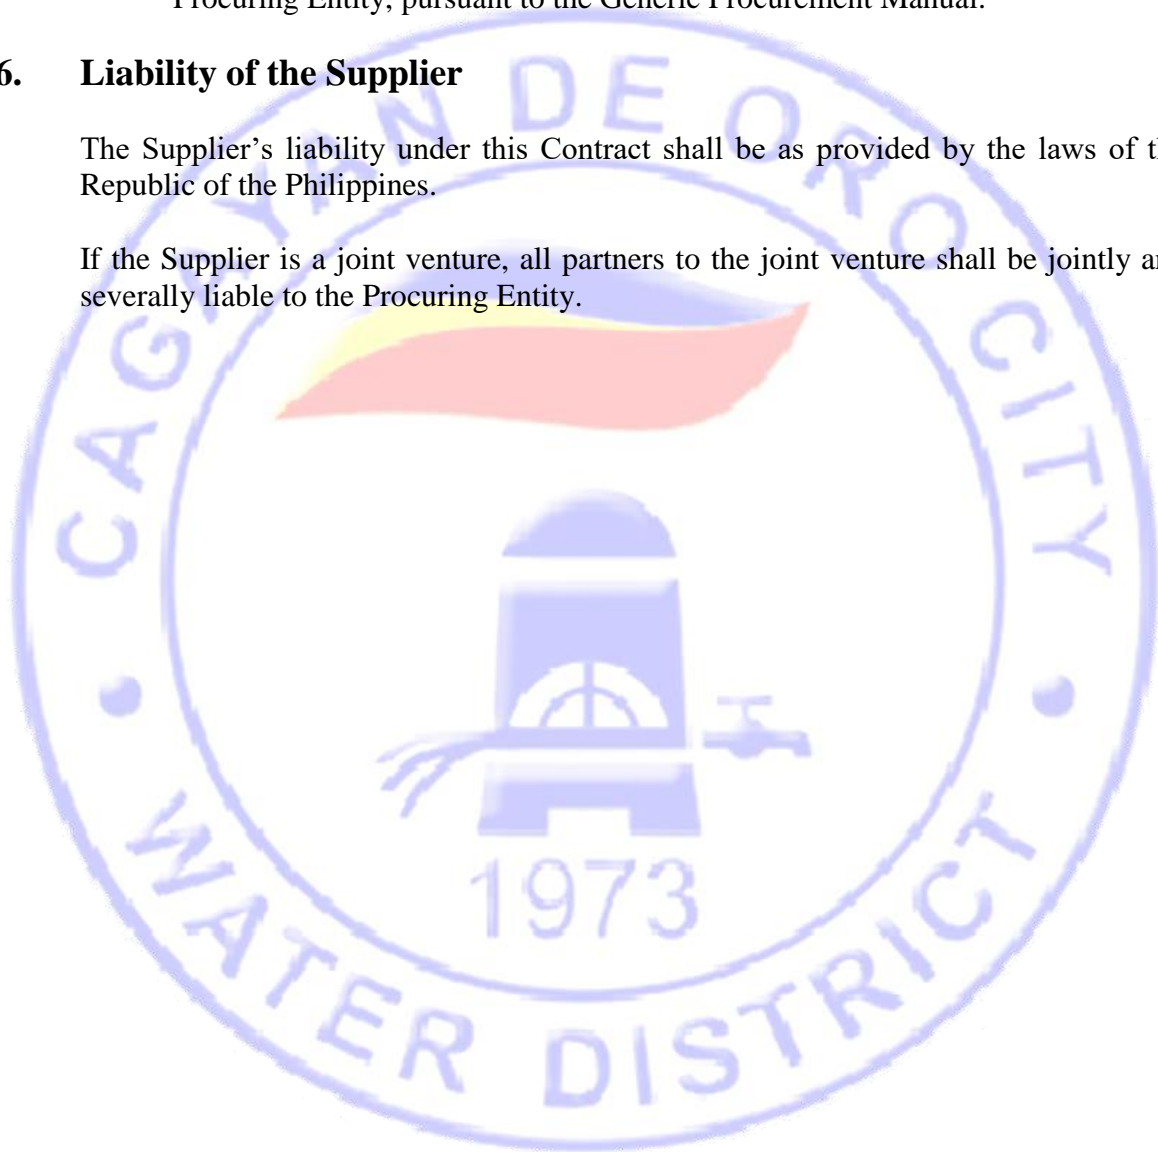 Procuring Entity, pursuant to the Generic Procurement Manual.
6. Liability of the Supplier
The Supplier’s liability under this Contract shall be as provided by the laws of
Republic of the Philippines.
If the Supplier is a joint venture, all partners to the joint venture shall be jointly
severally liable to the Procuring Entity.
CAGAYAN DE ORO CITY
1973
WATER DISTRICT